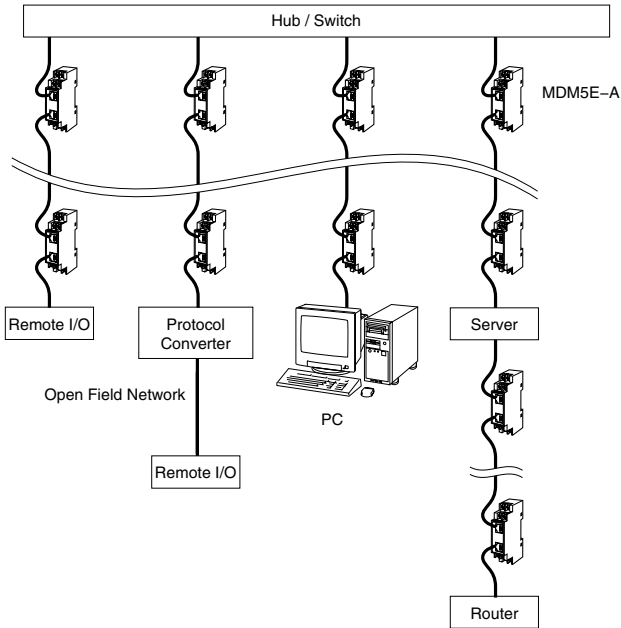 Hub / Switch
MDM5E−A
Remote I/O
Protocol
Converter
Server
Open Field Network
PC
Remote I/O
Router